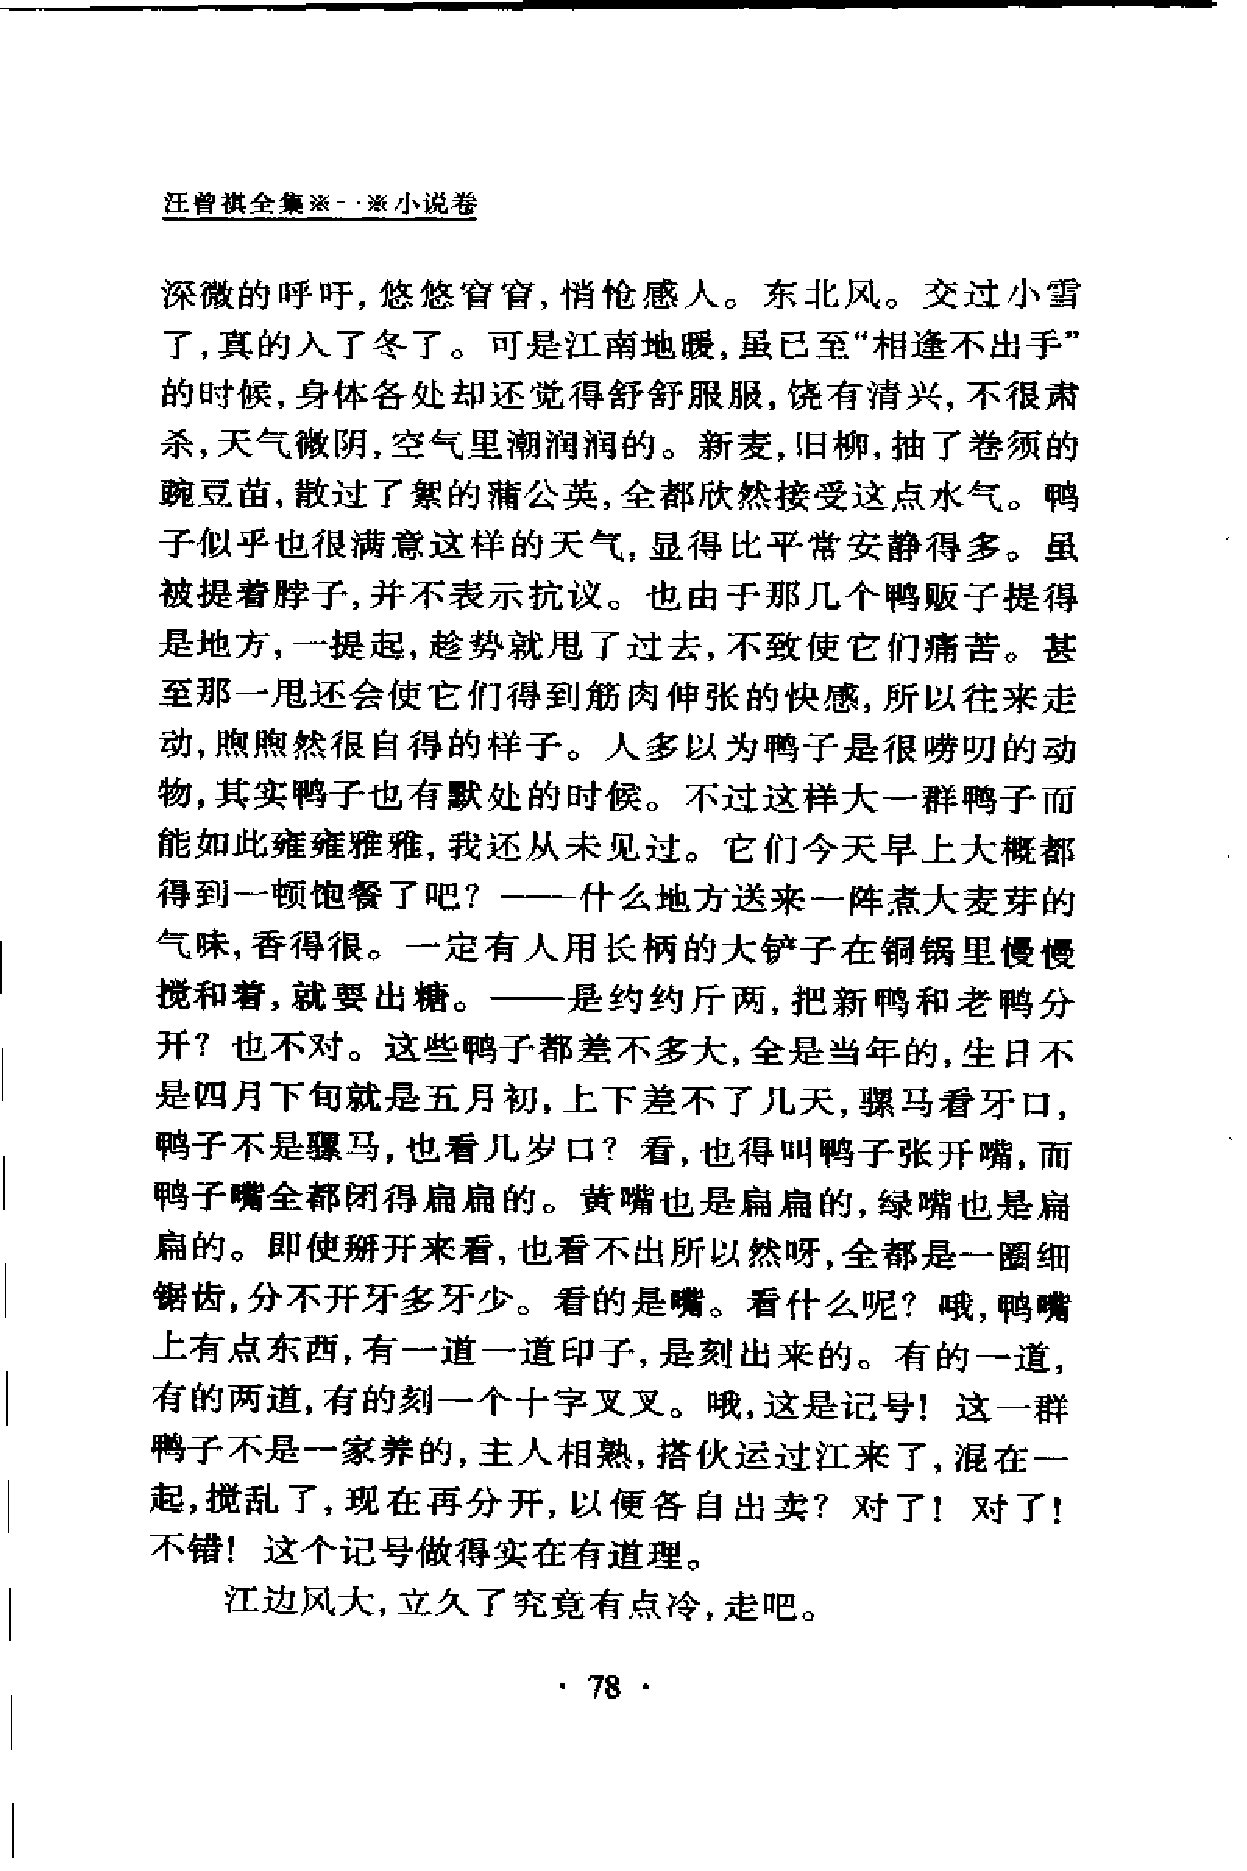 汪曾祺全集※一·※小说卷
深微的呼吁,悠悠窅窅,悄怆感人。东北风。交过小雪
了,真的入了冬了。可是江南地暖,虽已至“相逢不出手”
的时候,身体各处却还觉得舒舒服服,饶有清兴,不很肃
杀,天气微阴,空气里潮润润的。新麦,旧柳,抽了卷须的
豌豆苗,散过了絮的蒲公英,全都欣然接受这点水气。鸭
子似乎也很满意这样的天气,显得比平常安静得多。虽
被提着脖子,并不表示抗议。也由于那几个鸭贩子提得
是地方,一提起,趁势就甩了过去,不致使它们痛苦。甚
至那一甩还会使它们得到筋肉伸张的快感,所以往来走
动,煦煦然很自得的样子。人多以为鸭子是很唠叨的动
物,其实鸭子也有默处的时候。不过这样大一群鸭子而
能如此雍雍雅雅,我还从未见过。它们今天早上大概都
得到一顿饱餐了吧?——什么地方送来一阵煮大麦芽的
气味,香得很。一定有人用长柄的大铲子在铜锅里慢慢
搅和着,就要出糖。——是约约斤两,把新鸭和老鸭分
开?也不对。这些鸭子都差不多大,全是当年的,生日不
是四月下旬就是五月初,上下差不了几天,骡马看牙口,
鸭子不是骡马,也看几岁口?看,也得叫鸭子张开嘴,而
鸭子嘴全都闭得扁扁的。黄嘴也是扁扁的,绿嘴也是扁
扁的。即使掰开来看,也看不出所以然呀,全都是一圈细
锯齿,分不开牙多牙少。看的是嘴。看什么呢?哦,鸭嘴
上有点东西,有一道一道印子,是刻出来的。有的一道,
有的两道,有的刻一个十字叉叉。哦,这是记号!这一群
鸭子不是一家养的,主人相熟,搭伙运过江来了,混在一
起,搅乱了,现在再分开,以便各自出卖?对了!对了!
不错!这个记号做得实在有道理。
江边风大,立久了究竟有点冷,走吧。
· 78 ·